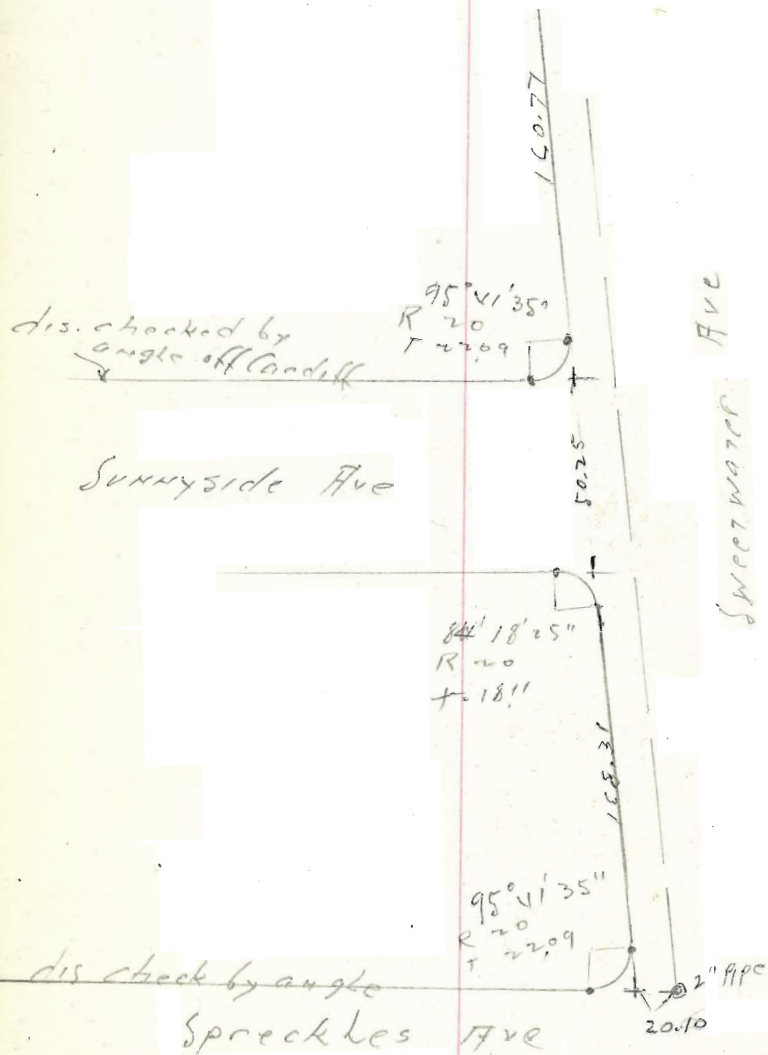 160.77
95° 41' 35"
R 20
T 22.09
dis. checked by
angle off Cardiff
Sweetwater Ave
50.25
Sunnyside Ave
84° 18' 25"
R 20
T 18.11
95° 41' 35"
R 20
T 22.09
dis check by angle
2" PIPE
20.10
Spreckles Ave